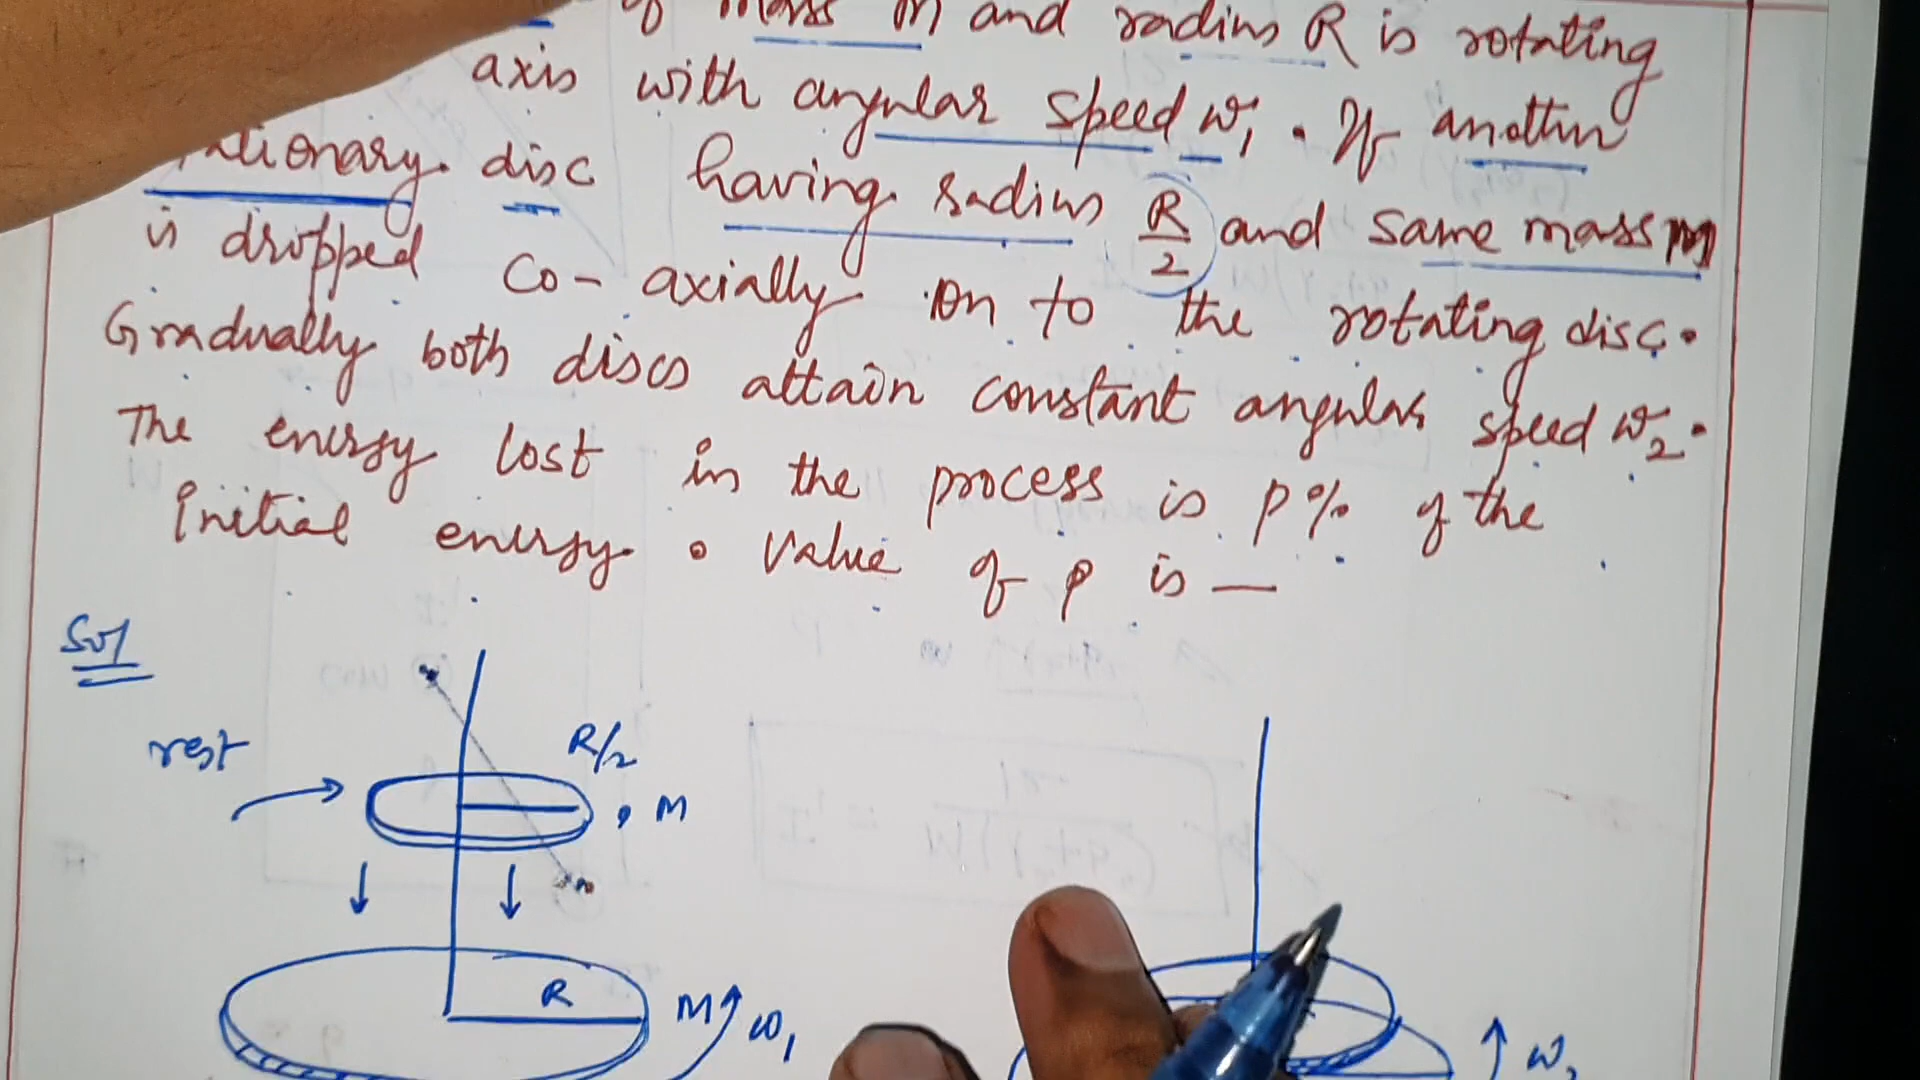 of mass M and radius R is rotating
axis with angular speed ω₁. If another
disc having radius R/2 and same mass M
is dropped Co-axially on to the rotating disc.
Gradually both discs attain constant angular speed ω₂.
The energy lost in the process is P% of the
initial energy. Value of P is —
Sol
rest
R/2
, M
R
M
ω₁